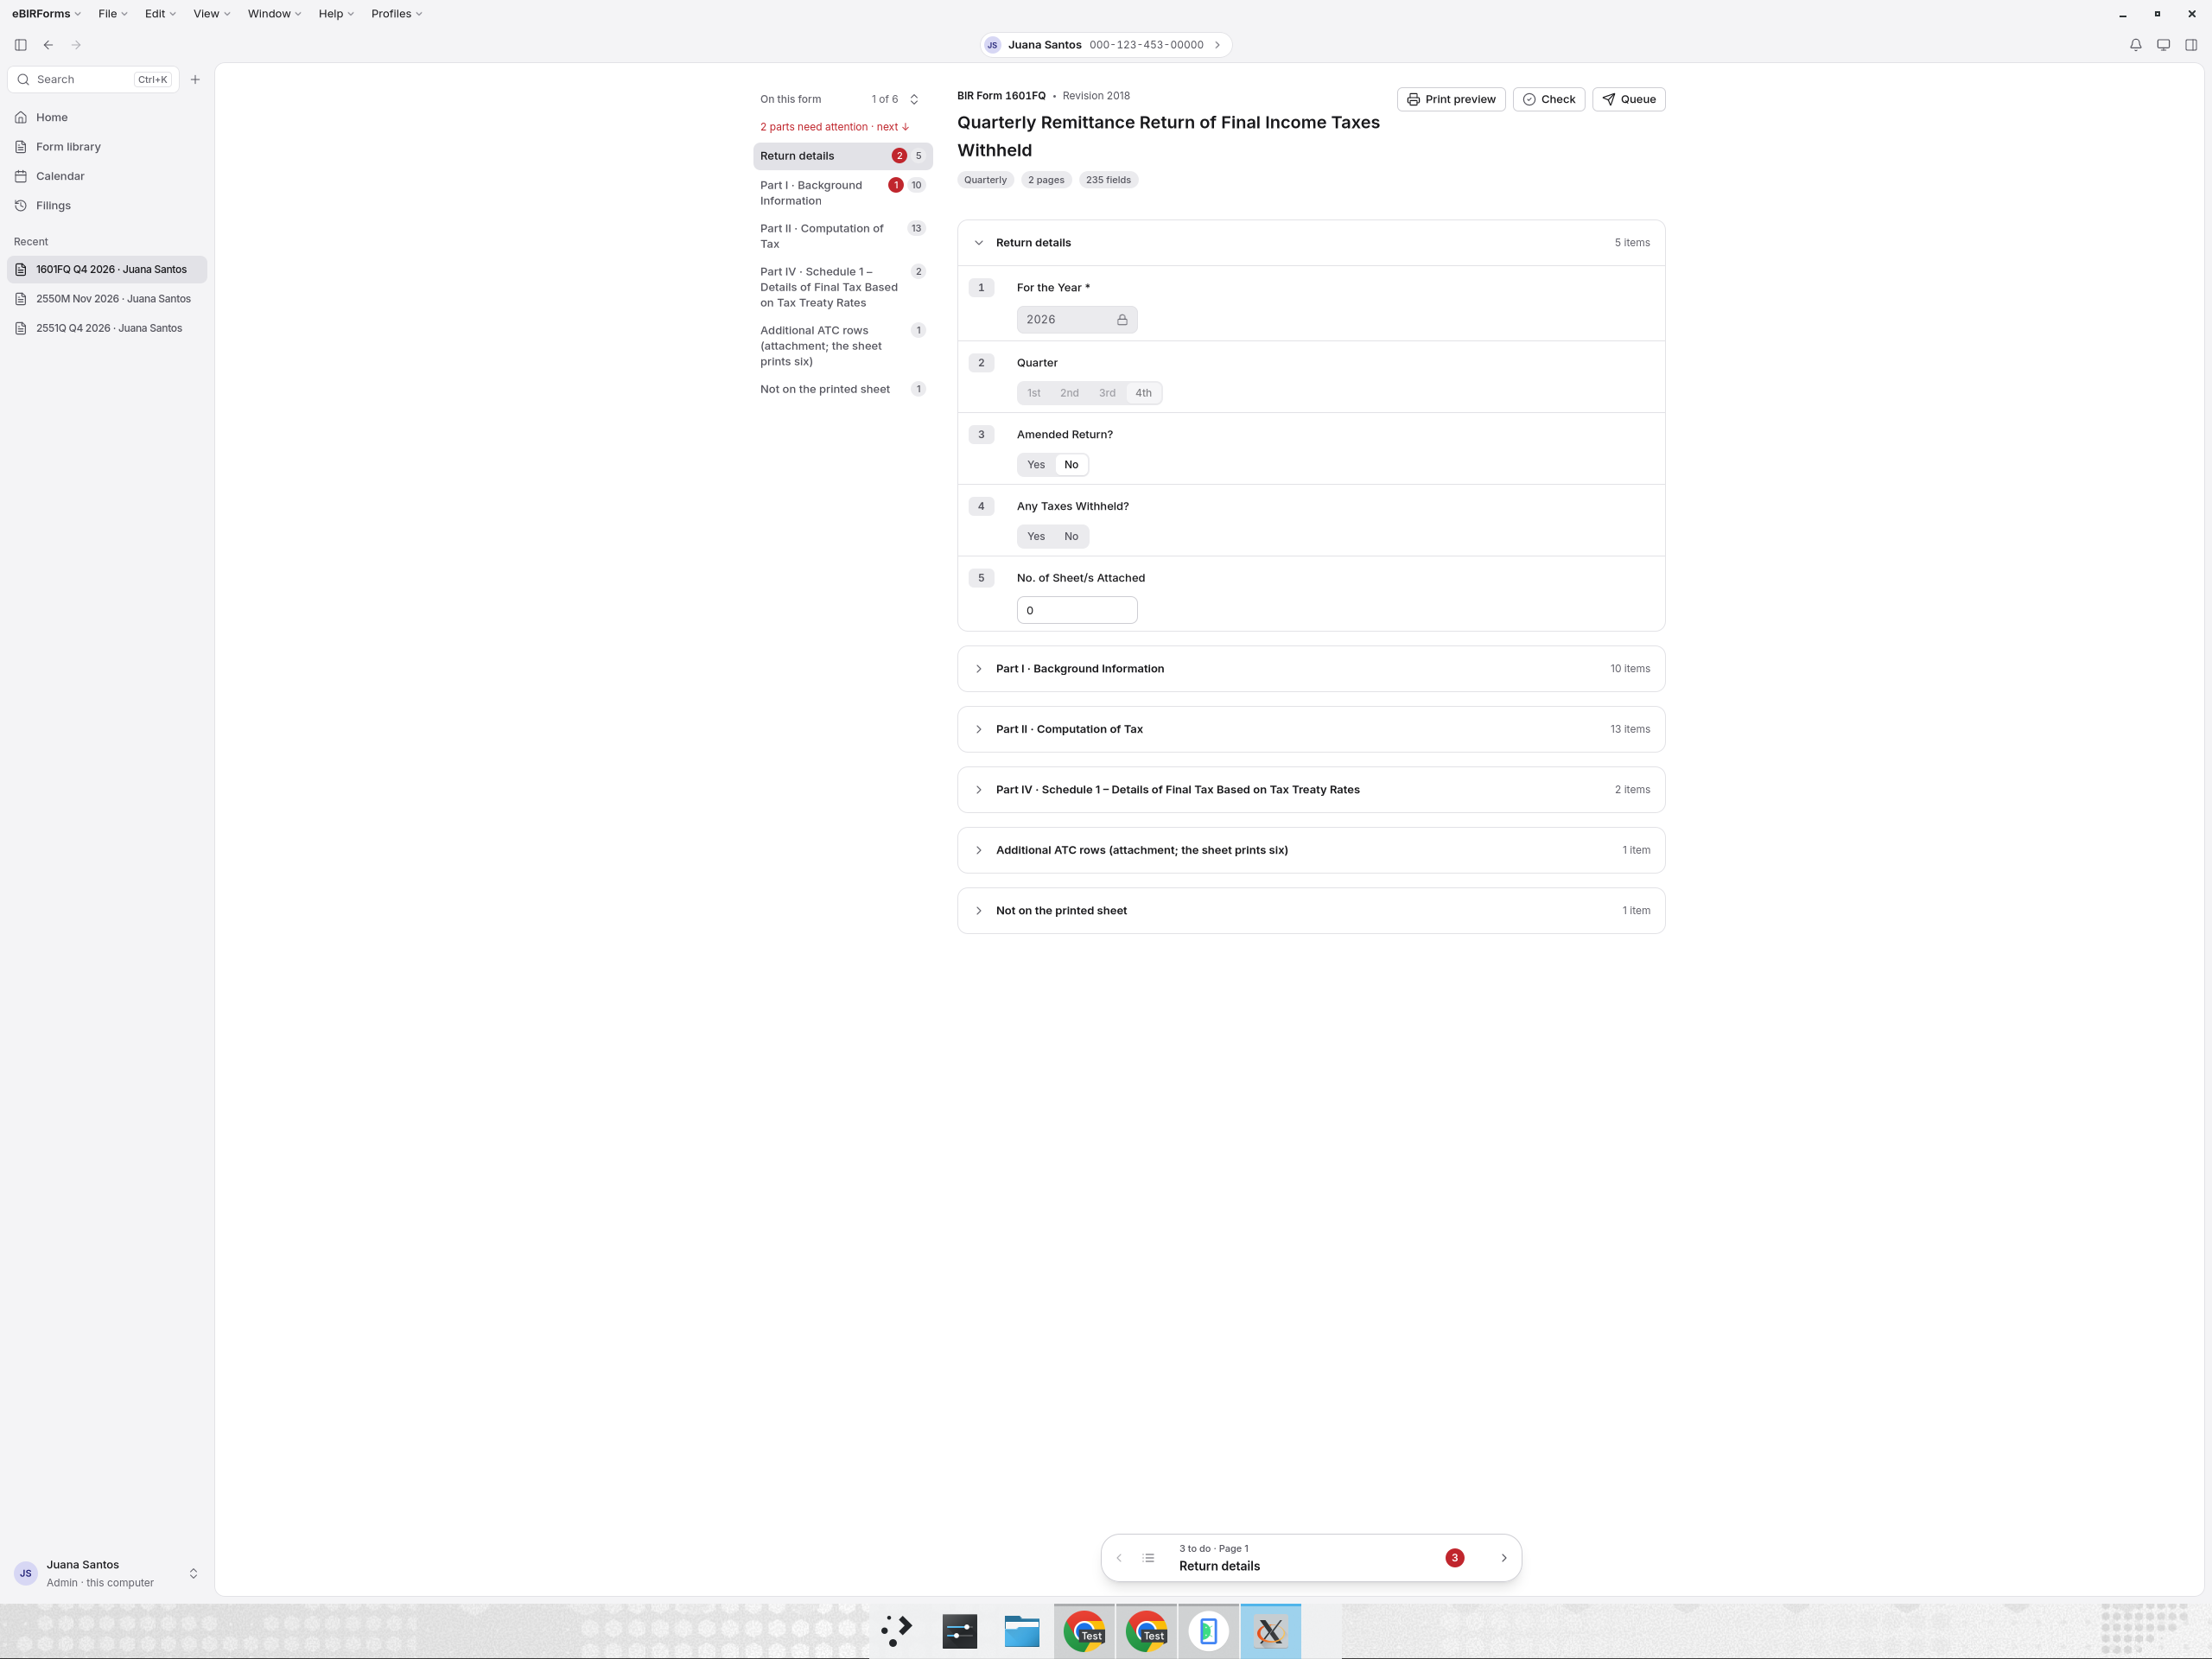 eBIRForms File Edit View Window Help Profiles
JS Juana Santos 000-123-453-00000
Search Ctrl+K
Home
Form library
Calendar
Filings
Recent
1601FQ Q4 2026 · Juana Santos
2550M Nov 2026 · Juana Santos
2551Q Q4 2026 · Juana Santos
JS Juana Santos
Admin · this computer
On this form 1 of 6
2 parts need attention · next ↓
Return details 2 5
Part I · Background 1 10
Information
Part II · Computation of 13
Tax
Part IV · Schedule 1 – 2
Details of Final Tax Based
on Tax Treaty Rates
Additional ATC rows 1
(attachment; the sheet
prints six)
Not on the printed sheet 1
BIR Form 1601FQ • Revision 2018
Print preview Check Queue
Quarterly Remittance Return of Final Income Taxes
Withheld
Quarterly 2 pages 235 fields
Return details 5 items
1 For the Year *
2026
2 Quarter
1st 2nd 3rd 4th
3 Amended Return?
Yes No
4 Any Taxes Withheld?
Yes No
5 No. of Sheet/s Attached
0
Part I · Background Information 10 items
Part II · Computation of Tax 13 items
Part IV · Schedule 1 – Details of Final Tax Based on Tax Treaty Rates 2 items
Additional ATC rows (attachment; the sheet prints six) 1 item
Not on the printed sheet 1 item
3 to do · Page 1
Return details 3
Test Test